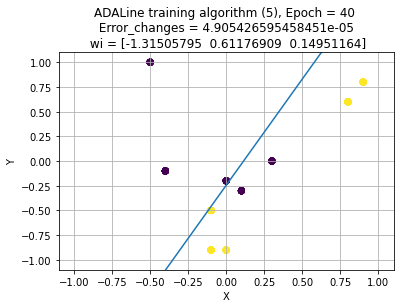 ADALine training algorithm (5), Epoch = 40
Error_changes = 4.905426595458451e-05
wi = [-1.31505795 0.61176909 0.14951164]
1.00
0.75
0.50
0.25
0.00
-0.25
-0.50
-0.75
-1.00
Y
-1.00 -0.75 -0.50 -0.25 0.00 0.25 0.50 0.75 1.00
X